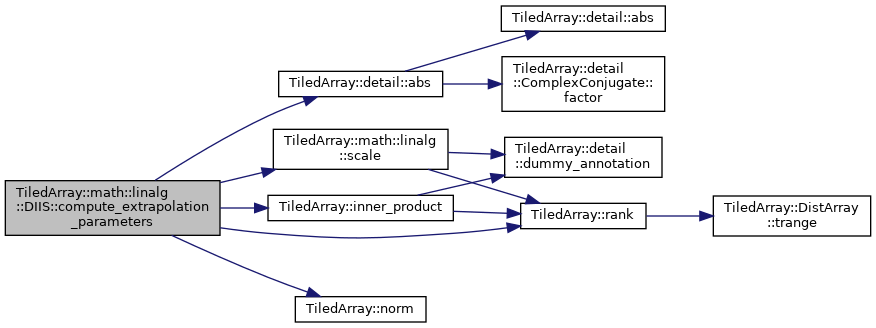 TiledArray::detail::abs
TiledArray::detail
::ComplexConjugate::
factor
TiledArray::detail::abs
TiledArray::math::linalg
::scale
TiledArray::detail
::dummy_annotation
TiledArray::math::linalg
::DIIS::compute_extrapolation
_parameters
TiledArray::inner_product
TiledArray::rank
TiledArray::DistArray
::trange
TiledArray::norm